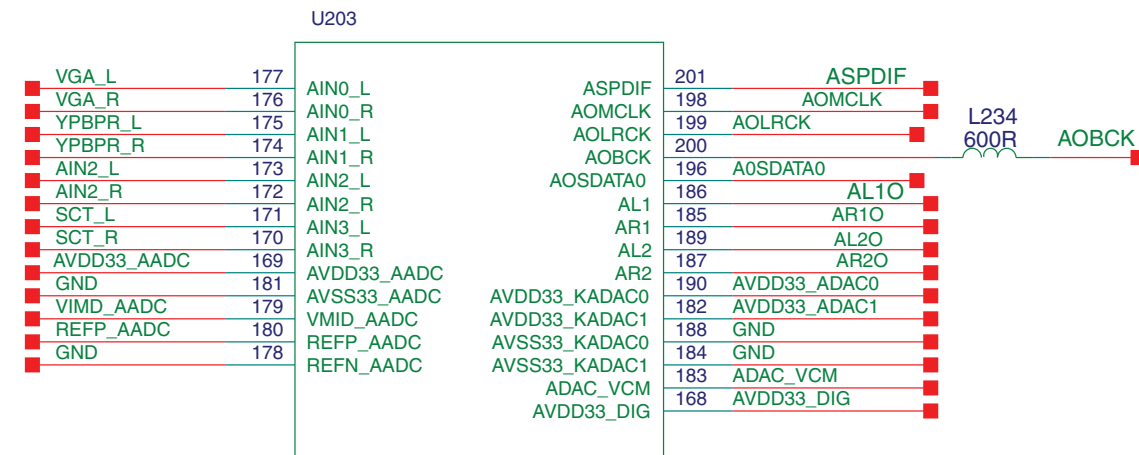 U203
VGA_L 177 AIN0_L ASPDIF 201 ASPDIF
VGA_R 176 AIN0_R AOMCLK 198 AOMCLK
YPBPR_L 175 AIN1_L AOLRCK 199 AOLRCK
L234
YPBPR_R 174 AIN1_R AOBCK 200 600R AOBCK
AIN2_L 173 AIN2_L AOSDATA0 196 A0SDATA0
AIN2_R 172 AIN2_R AL1 186 AL1O
SCT_L 171 AIN3_L AR1 185 AR1O
SCT_R 170 AIN3_R AL2 189 AL2O
AVDD33_AADC 169 AVDD33_AADC AR2 187 AR2O
GND 181 AVSS33_AADC AVDD33_KADAC0 190 AVDD33_ADAC0
VIMD_AADC 179 VMID_AADC AVDD33_KADAC1 182 AVDD33_ADAC1
REFP_AADC 180 REFP_AADC AVSS33_KADAC0 188 GND
GND 178 REFN_AADC AVSS33_KADAC1 184 GND
ADAC_VCM 183 ADAC_VCM
AVDD33_DIG 168 AVDD33_DIG